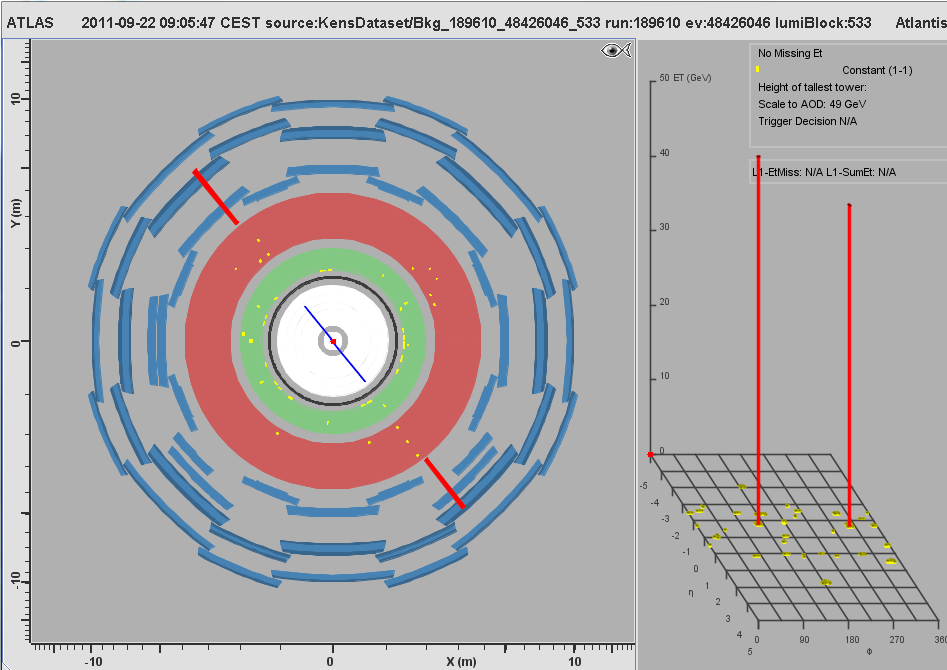 ATLAS 2011-09-22 09:05:47 CEST source:KensDataset/Bkg_189610_48426046_533 run:189610 ev:48426046 lumiBlock:533 Atlantis
No Missing Et
50 ET (GeV)
Constant (1-1)
Height of tallest tower:
10
Scale to AOD: 49 GeV
Trigger Decision N/A
40
L1-EtMiss: N/A L1-SumEt: N/A
Y (m)
30
20
0
10
0
-5
-4
-3
-2
-1
0
-10
1
η
2
3
4
0 90 180 270 360
5
Φ
-10 0 X (m) 10